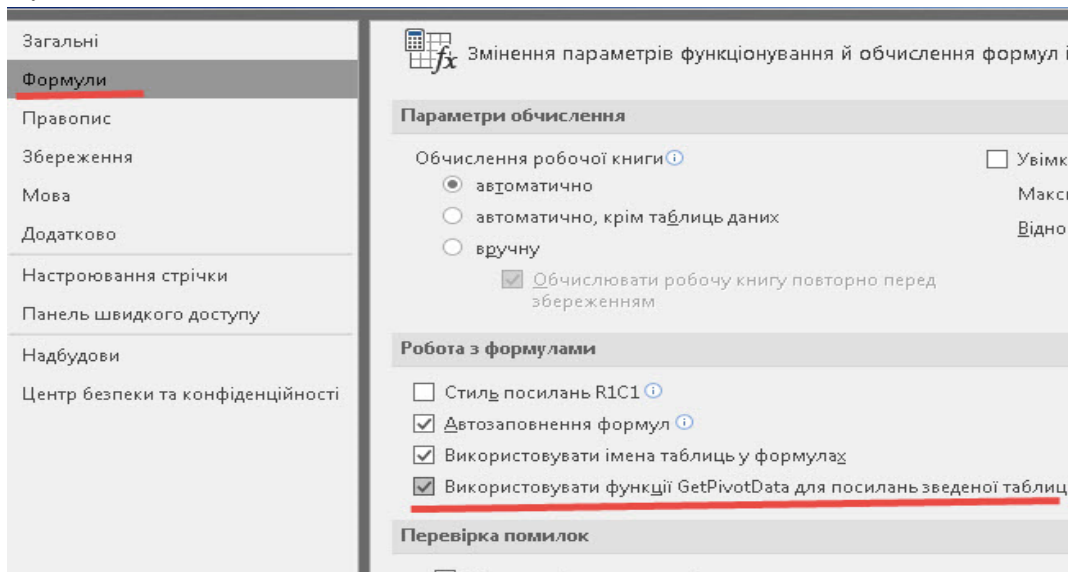 Загальні
Формули
Правопис
Збереження
Мова
Додатково
Настроювання стрічки
Панель швидкого доступу
Надбудови
Центр безпеки та конфіденційності
Змінення параметрів функціонування й обчислення формул і
Параметри обчислення
Обчислення робочої книги
Увімк
автоматично
Макси
автоматично, крім таблиць даних
Відно
вручну
Обчислювати робочу книгу повторно перед
збереженням
Робота з формулами
Стиль посилань R1C1
Автозаповнення формул
Використовувати імена таблиць у формулах
Використовувати функції GetPivotData для посилань зведеної таблиц
Перевірка помилок